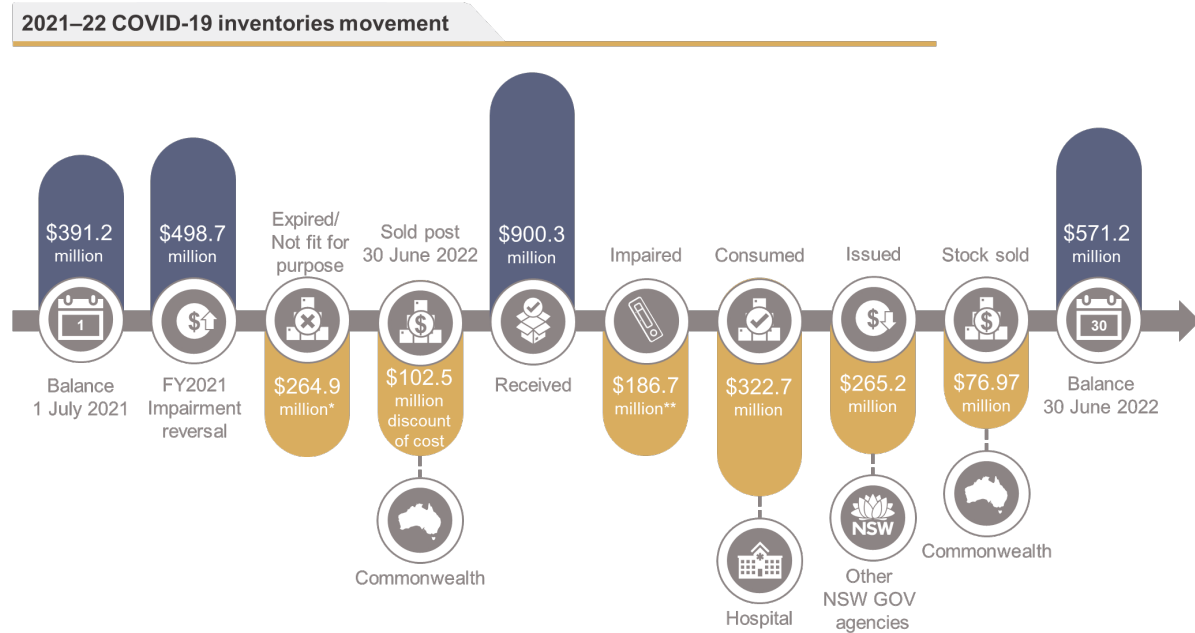 2021–22 COVID-19 inventories movement
$391.2
million
1
Balance
1 July 2021
$498.7
million
$
FY2021
Impairment
reversal
Expired/
Not fit for
purpose
$264.9
million*
Sold post
30 June 2022
$
$102.5
million
discount
of cost
Commonwealth
$900.3
million
Received
Impaired
$186.7
million**
Consumed
$322.7
million
Hospital
Issued
$
$265.2
million
NSW
Other
NSW GOV
agencies
Stock sold
$
$76.97
million
Commonwealth
$571.2
million
30
Balance
30 June 2022